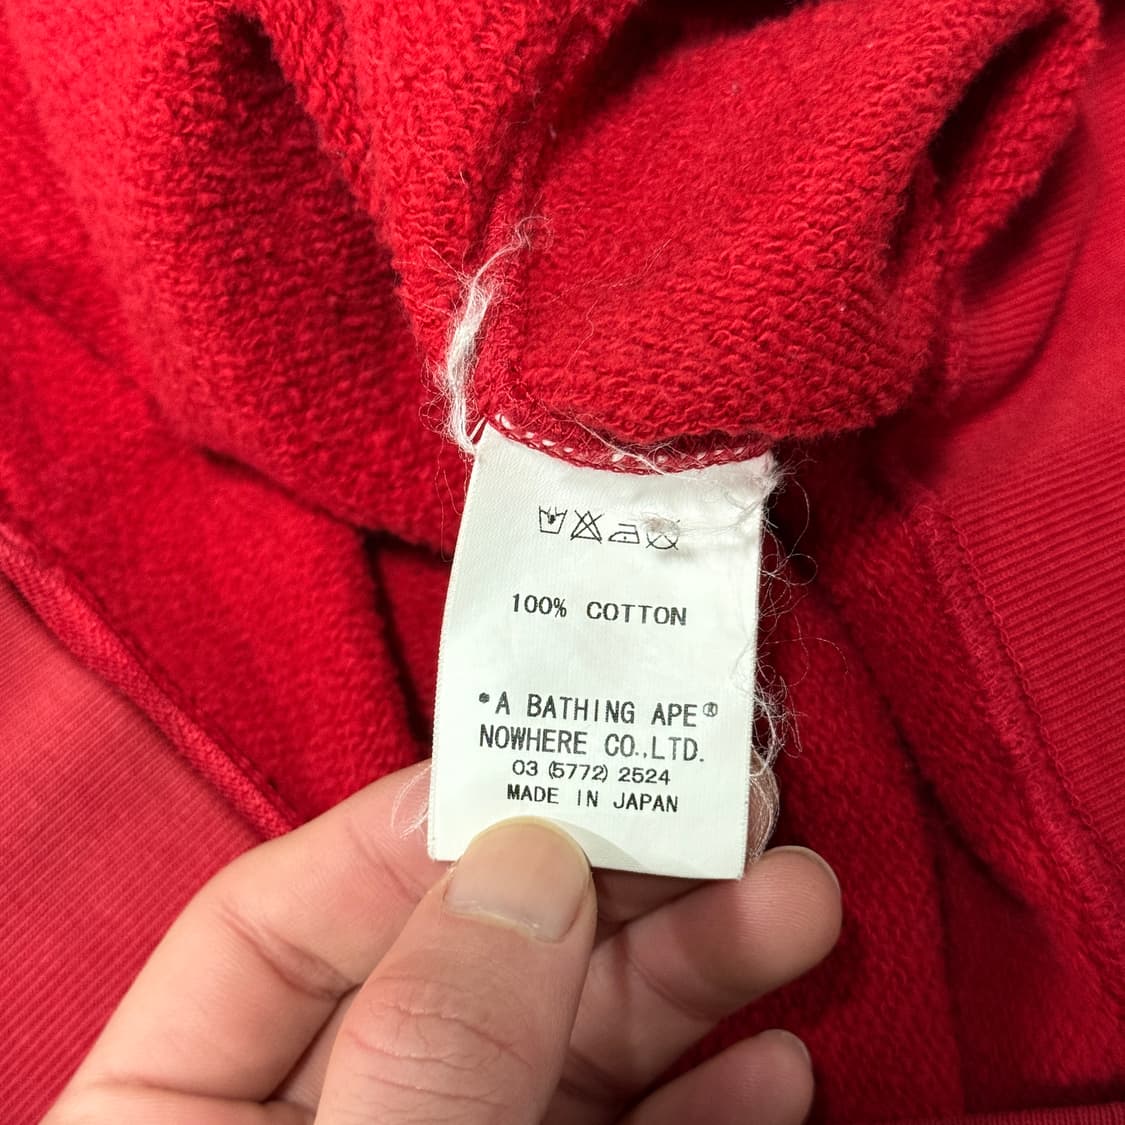 100% COTTON
*A BATHING APE®
NOWHERE CO.,LTD.
03 (5772) 2524
MADE IN JAPAN